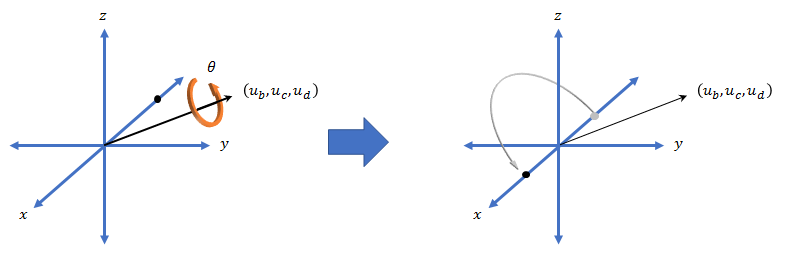 z
θ
(u_b,u_c,u_d)
y
x
z
(u_b,u_c,u_d)
y
x